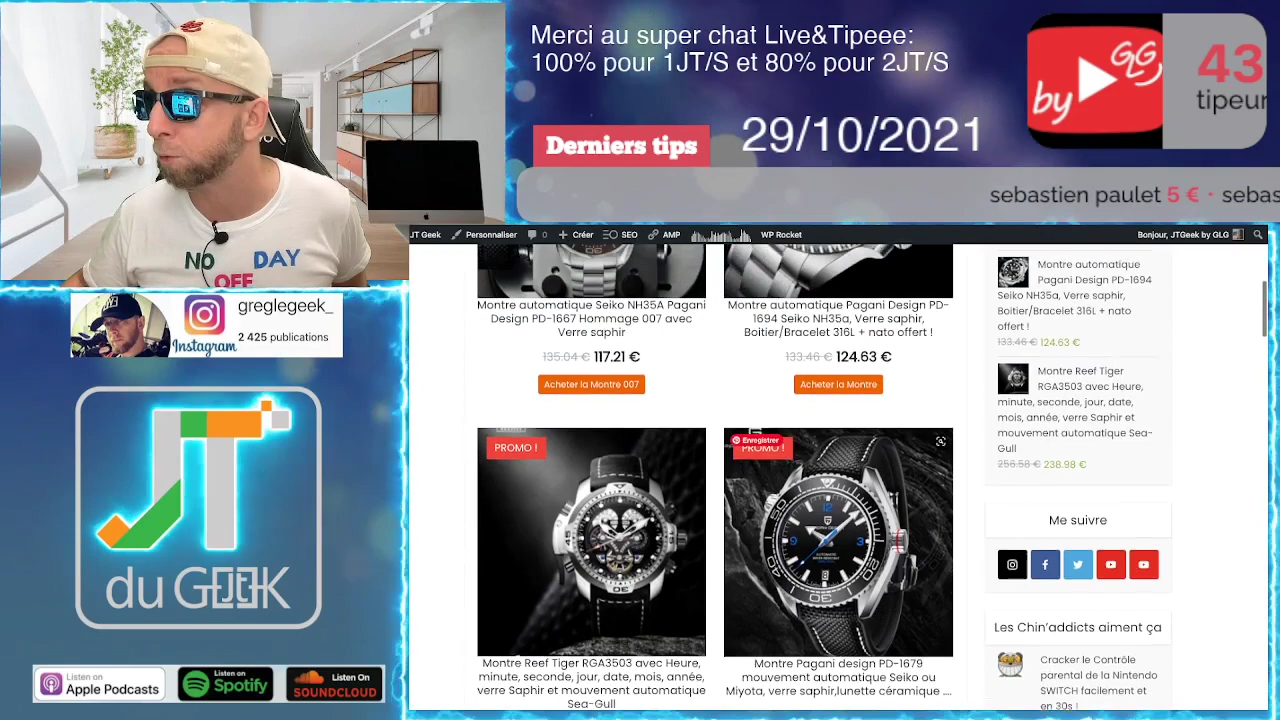 Merci au super chat Live&Tipeee:
100% pour 1JT/S et 80% pour 2JT/S
by GLG
43
tipeur
Derniers tips
29/10/2021
sebastien paulet 5 € · sebas
NO DAY
OFF
JT Geek Personnaliser 0 Créer SEO AMP WP Rocket Bonjour, JTGeek by GLG
greglegeek_
2 425 publications
Instagram
JT
du GEEK
Listen on
Apple Podcasts
Listen on
Spotify
Listen On
SOUNDCLOUD
Montre automatique Seiko NH35A Pagani
Design PD-1667 Hommage 007 avec
Verre saphir
135.04 € 117.21 €
Acheter la Montre 007
Montre automatique Pagani Design PD-
1694 Seiko NH35a, Verre saphir,
Boitier/Bracelet 316L + nato offert !
133.46 € 124.63 €
Acheter la Montre
PROMO !
Montre Reef Tiger RGA3503 avec Heure,
minute, seconde, jour, date, mois, année,
verre Saphir et mouvement automatique
Sea-Gull
Enregistrer
PROMO !
Montre Pagani design PD-1679
mouvement automatique Seiko ou
Miyota, verre saphir,lunette céramique ....
Montre automatique
Pagani Design PD-1694
Seiko NH35a, Verre saphir,
Boitier/Bracelet 316L + nato
offert !
133.46 € 124.63 €
Montre Reef Tiger
RGA3503 avec Heure,
minute, seconde, jour, date,
mois, année, verre Saphir et
mouvement automatique Sea-
Gull
256.58 € 238.98 €
Me suivre
Les Chin'addicts aiment ça
Cracker le Contrôle
parental de la Nintendo
SWITCH facilement et
en 30s !